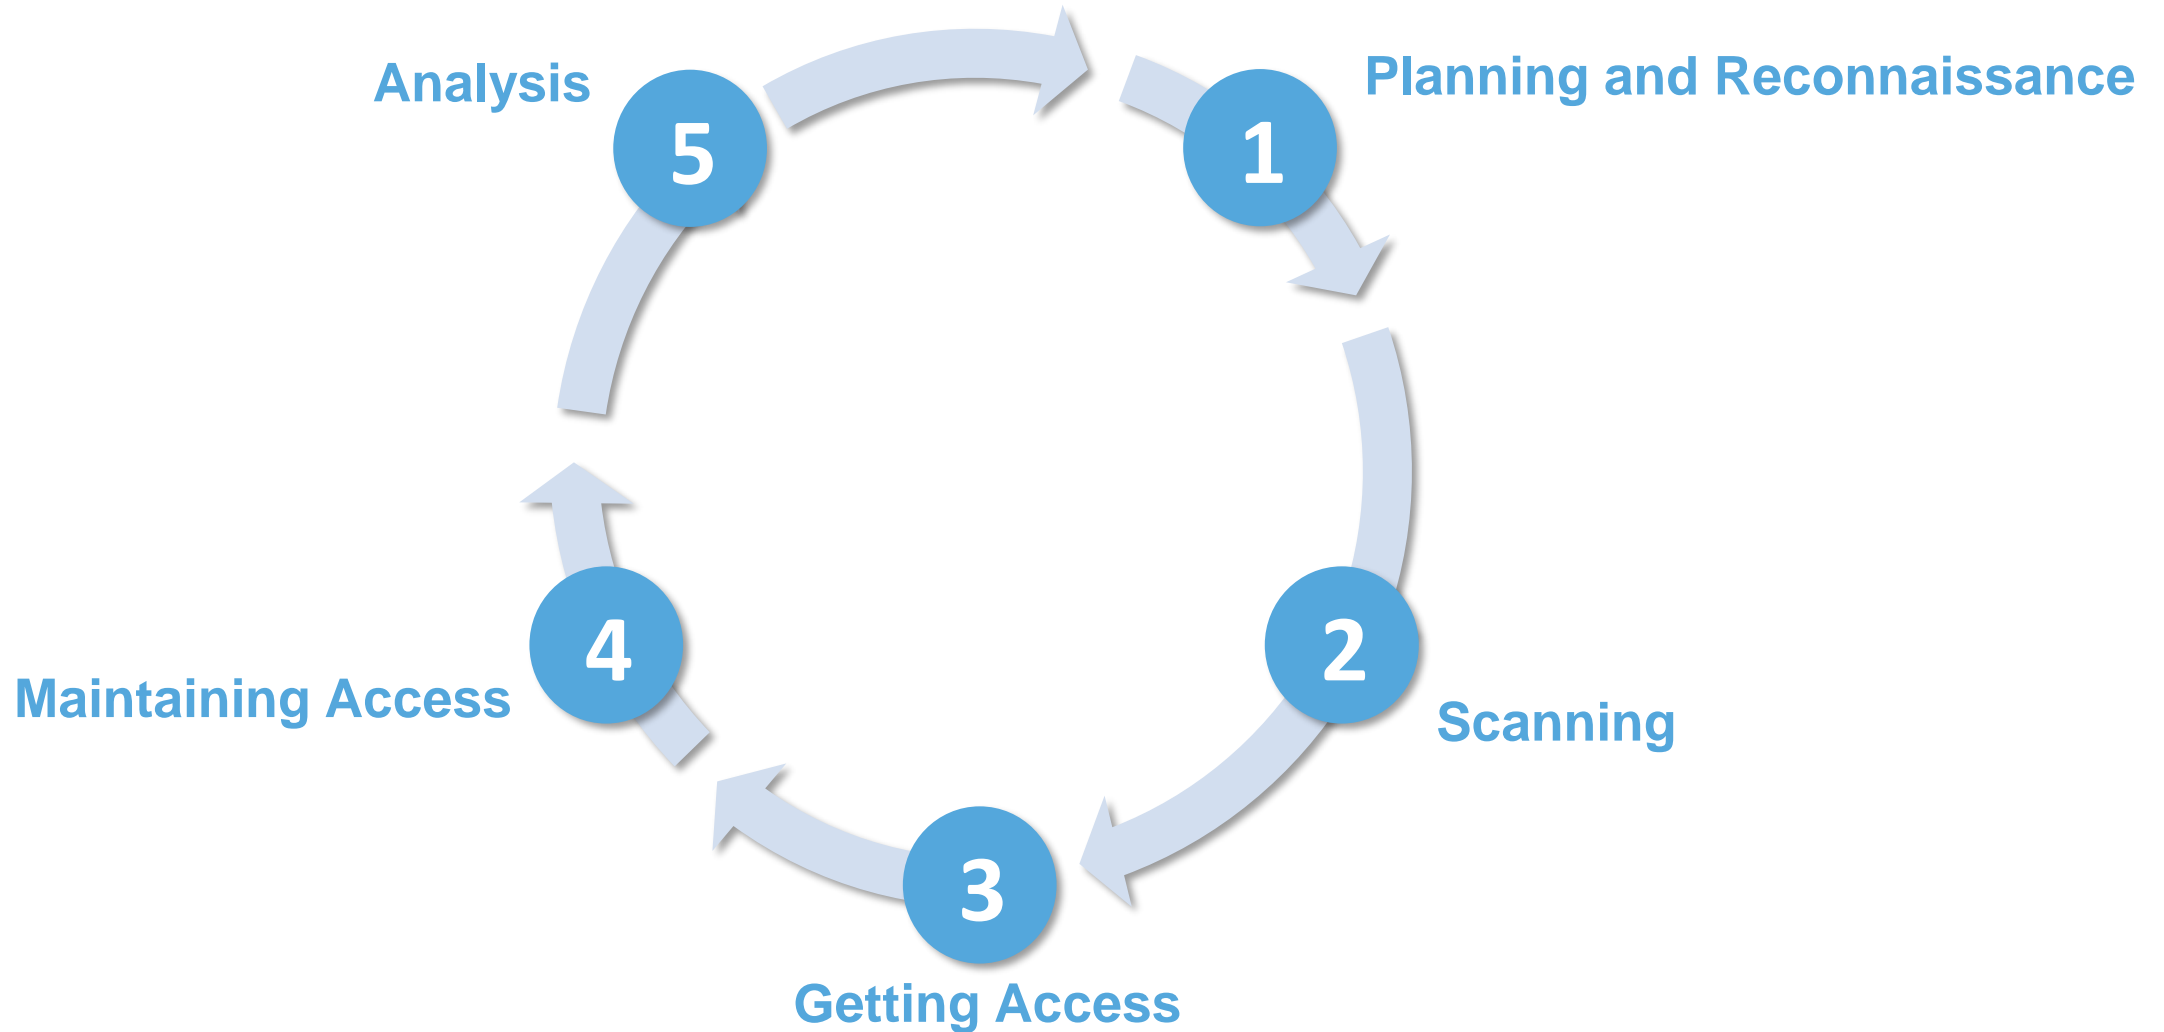 Analysis
5
1
Planning and Reconnaissance
4
Maintaining Access
2
Scanning
3
Getting Access